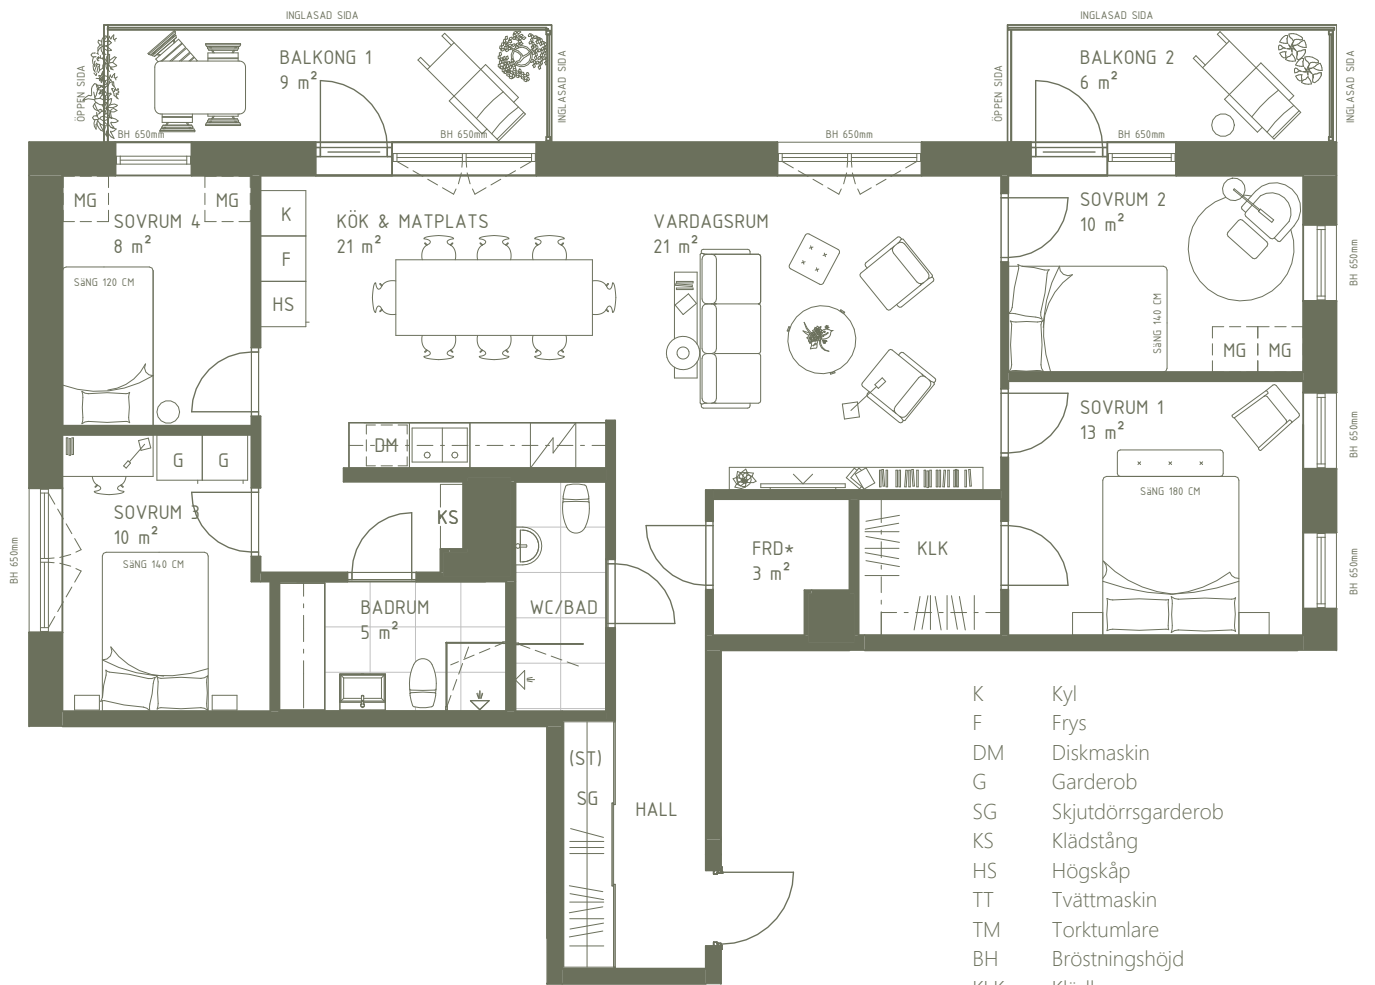 INGLASAD SIDA
INGLASAD SIDA
BALKONG 1
9 m²
BALKONG 2
6 m²
ÖPPEN SIDA
INGLASAD SIDA
ÖPPEN SIDA
INGLASAD SIDA
BH 650mm
BH 650mm
BH 650mm
BH 650mm
MG
MG
SOVRUM 4
8 m²
K
F
HS
KÖK & MATPLATS
21 m²
VARDAGSRUM
21 m²
SOVRUM 2
10 m²
BH 650mm
SäNG 120 CM
SäNG 140 CM
MG
MG
SOVRUM 1
13 m²
BH 650mm
DM
G
G
SOVRUM 3
10 m²
KS
SäNG 180 CM
BH 650mm
SäNG 140 CM
FRD*
3 m²
KLK
BH 650mm
BADRUM
5 m²
WC/BAD
(ST)
SG
HALL
K Kyl
F Frys
DM Diskmaskin
G Garderob
SG Skjutdörrsgarderob
KS Klädstång
HS Högskåp
TT Tvättmaskin
TM Torktumlare
BH Bröstningshöjd